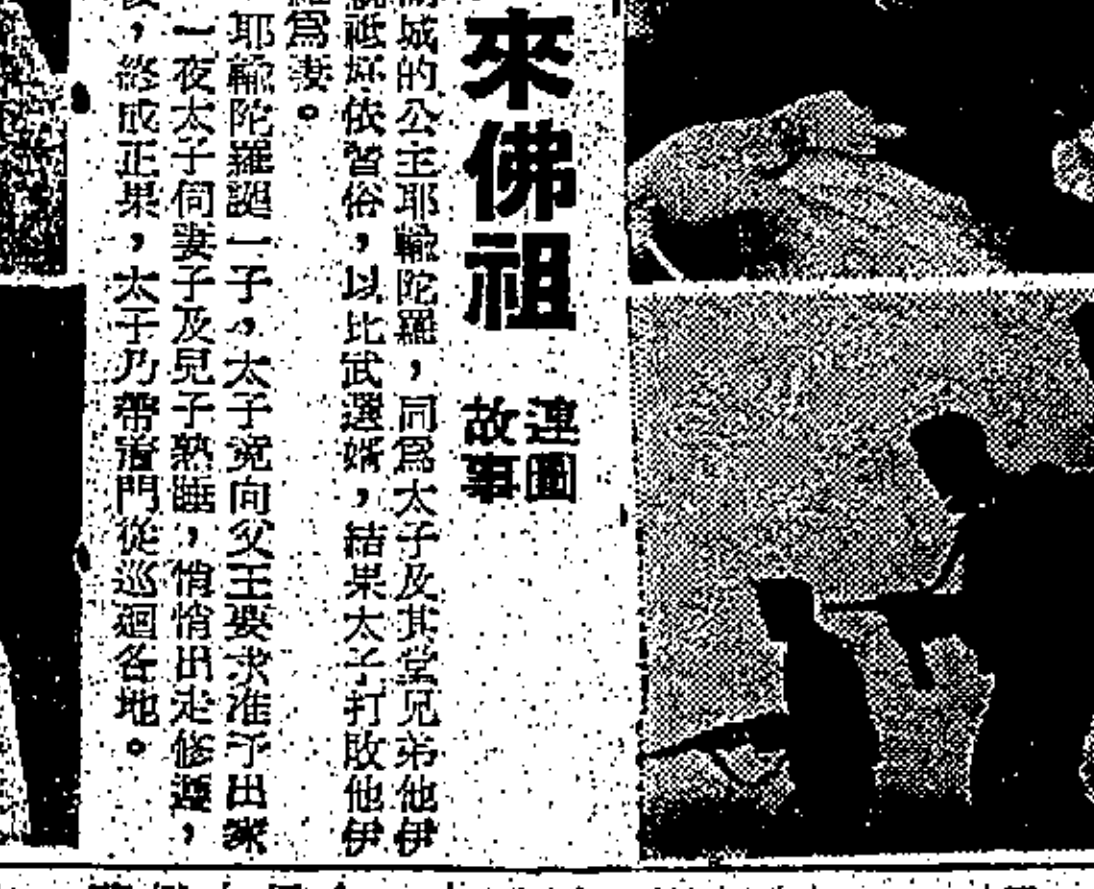 來佛祖
連圖
故事
城的公主耶輸陀羅,同為太子及其堂兄弟他伊
依習俗,以比武選婿,結果太子打敗他伊
為妻。
耶輸陀羅誕一子,太子竟向父王要求准予出家
一夜太子伺妻子及兒子熟睡,悄悄出走修道,
,終成正果,太子乃帶着門從巡迴各地。